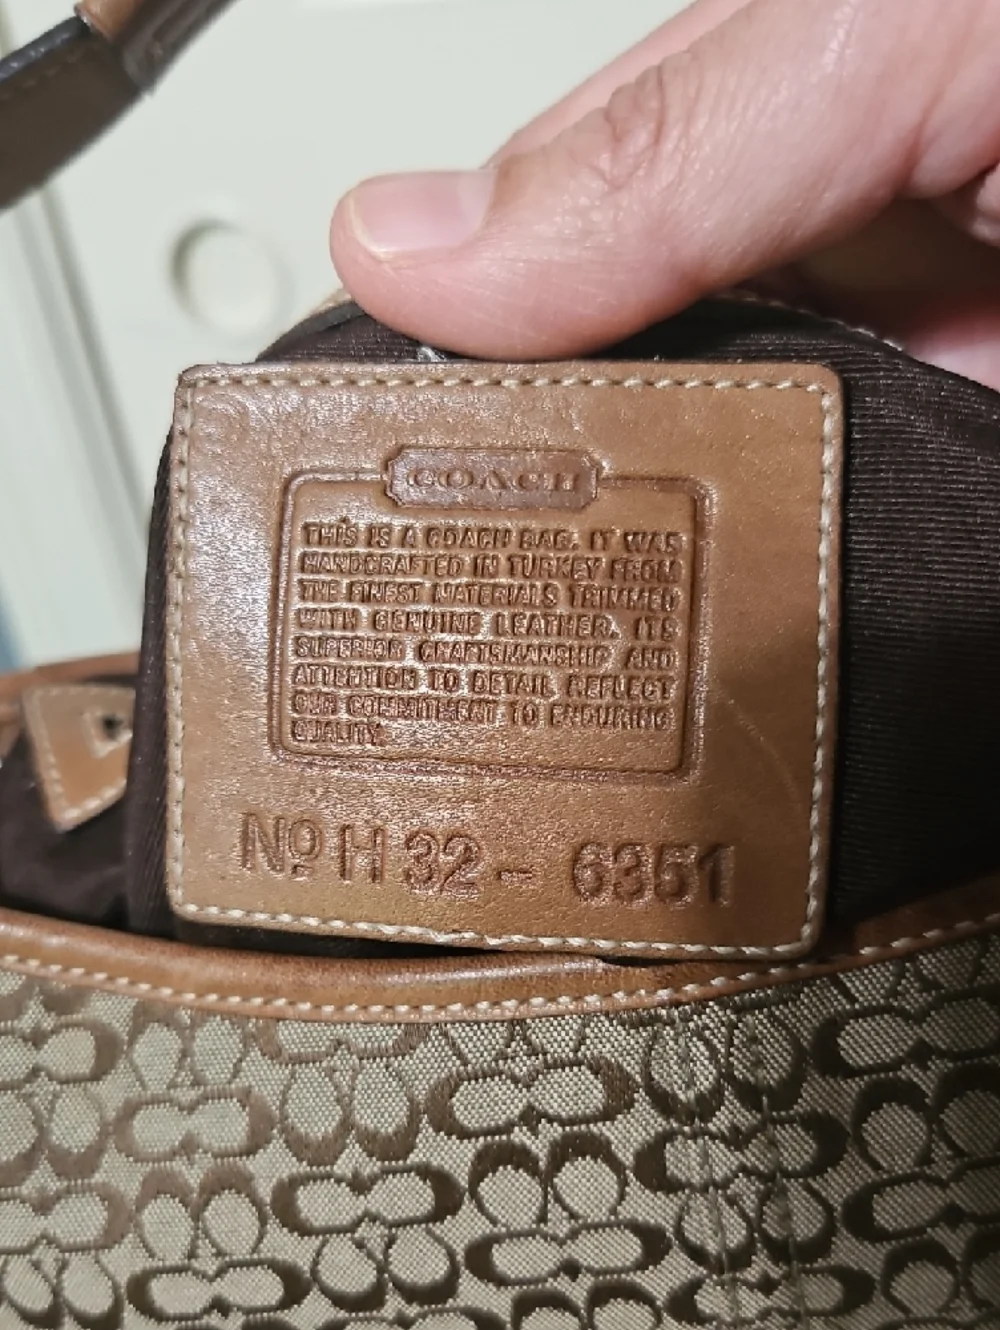 COACH
THIS IS A COACH BAG. IT WAS
HANDCRAFTED IN TURKEY FROM
THE FINEST MATERIALS TRIMMED
WITH GENUINE LEATHER. ITS
SUPERIOR CRAFTSMANSHIP AND
ATTENTION TO DETAIL REFLECT
OUR COMMITMENT TO ENDURING
QUALITY.
Nº H32-6351